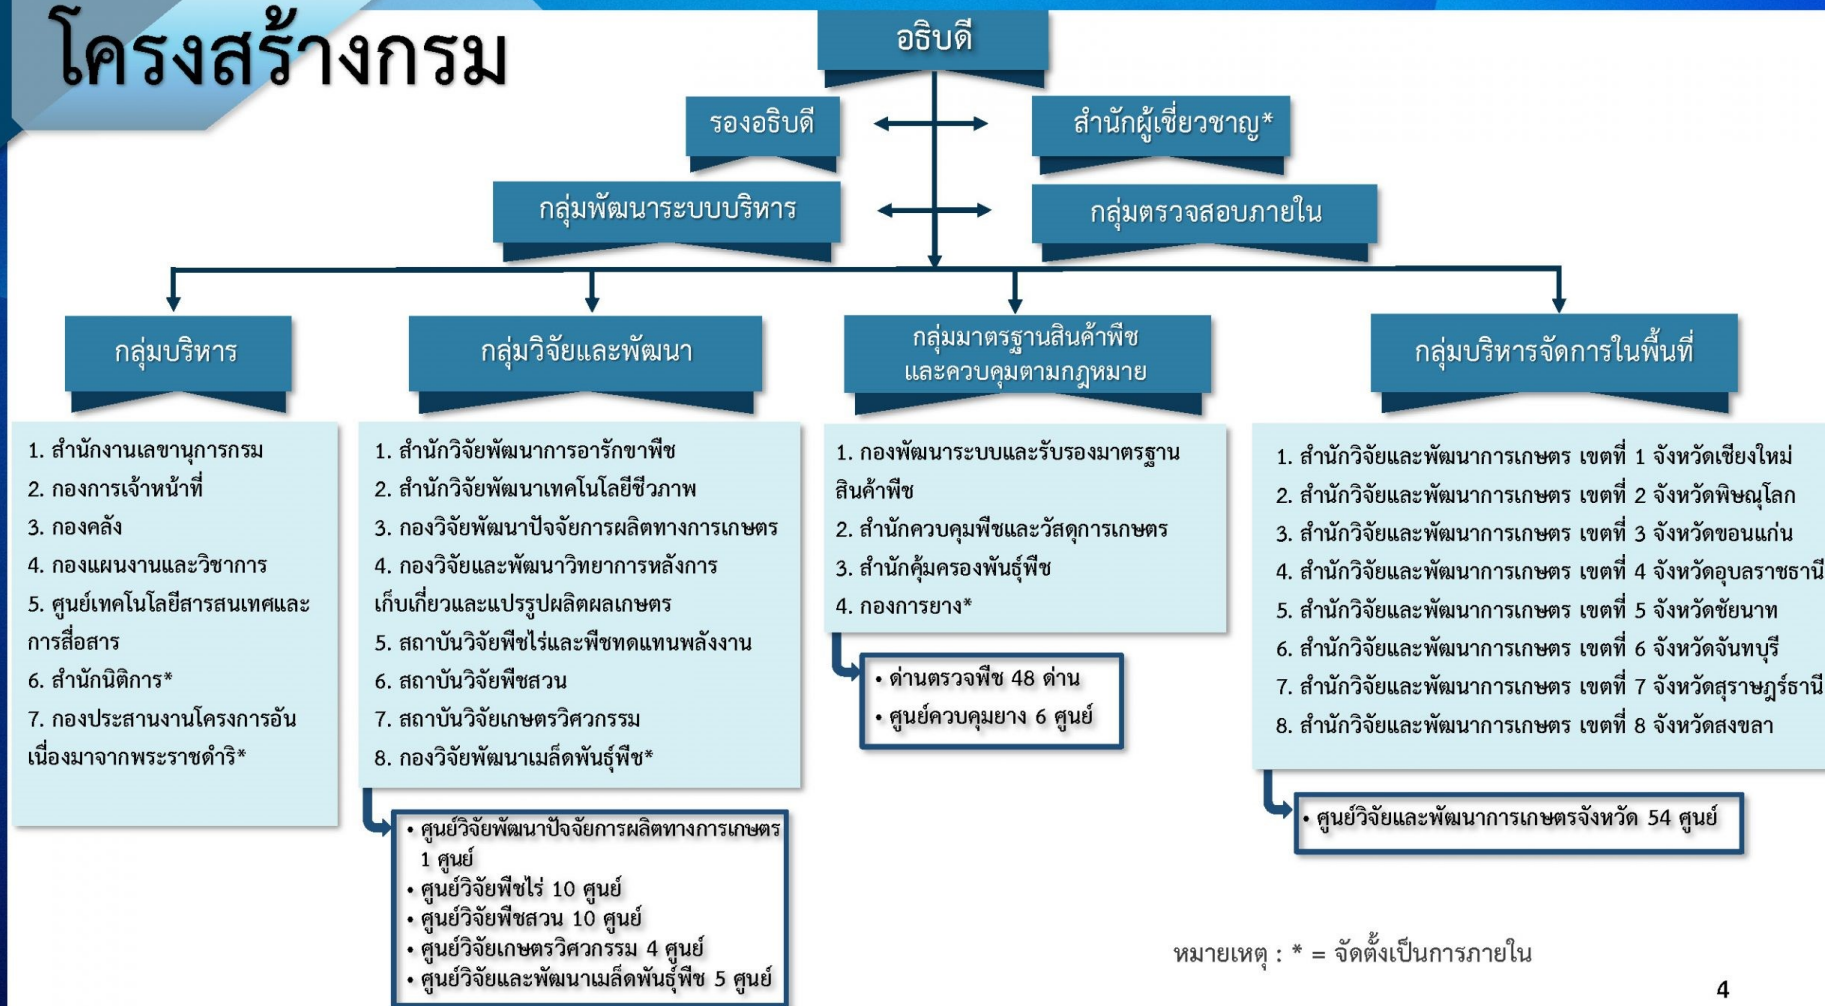 โครงสร้างกรม
อธิบดี
รองอธิบดี
สำนักผู้เชี่ยวชาญ*
กลุ่มพัฒนาระบบบริหาร
กลุ่มตรวจสอบภายใน
กลุ่มบริหาร
1. สำนักงานเลขานุการกรม
2. กองการเจ้าหน้าที่
3. กองคลัง
4. กองแผนงานและวิชาการ
5. ศูนย์เทคโนโลยีสารสนเทศและ
การสื่อสาร
6. สำนักนิติการ*
7. กองประสานงานโครงการอัน
เนื่องมาจากพระราชดำริ*
กลุ่มวิจัยและพัฒนา
1. สำนักวิจัยพัฒนาการอารักขาพืช
2. สำนักวิจัยพัฒนาเทคโนโลยีชีวภาพ
3. กองวิจัยพัฒนาปัจจัยการผลิตทางการเกษตร
4. กองวิจัยและพัฒนาวิทยาการหลังการ
เก็บเกี่ยวและแปรรูปผลิตผลเกษตร
5. สถาบันวิจัยพืชไร่และพืชทดแทนพลังงาน
6. สถาบันวิจัยพืชสวน
7. สถาบันวิจัยเกษตรวิศวกรรม
8. กองวิจัยพัฒนาเมล็ดพันธุ์พืช*
• ศูนย์วิจัยพัฒนาปัจจัยการผลิตทางการเกษตร
1 ศูนย์
• ศูนย์วิจัยพืชไร่ 10 ศูนย์
• ศูนย์วิจัยพืชสวน 10 ศูนย์
• ศูนย์วิจัยเกษตรวิศวกรรม 4 ศูนย์
• ศูนย์วิจัยและพัฒนาเมล็ดพันธุ์พืช 5 ศูนย์
กลุ่มมาตรฐานสินค้าพืช
และควบคุมตามกฎหมาย
1. กองพัฒนาระบบและรับรองมาตรฐาน
สินค้าพืช
2. สำนักควบคุมพืชและวัสดุการเกษตร
3. สำนักคุ้มครองพันธุ์พืช
4. กองการยาง*
• ด่านตรวจพืช 48 ด่าน
• ศูนย์ควบคุมยาง 6 ศูนย์
กลุ่มบริหารจัดการในพื้นที่
1. สำนักวิจัยและพัฒนาการเกษตร เขตที่ 1 จังหวัดเชียงใหม่
2. สำนักวิจัยและพัฒนาการเกษตร เขตที่ 2 จังหวัดพิษณุโลก
3. สำนักวิจัยและพัฒนาการเกษตร เขตที่ 3 จังหวัดขอนแก่น
4. สำนักวิจัยและพัฒนาการเกษตร เขตที่ 4 จังหวัดอุบลราชธานี
5. สำนักวิจัยและพัฒนาการเกษตร เขตที่ 5 จังหวัดชัยนาท
6. สำนักวิจัยและพัฒนาการเกษตร เขตที่ 6 จังหวัดจันทบุรี
7. สำนักวิจัยและพัฒนาการเกษตร เขตที่ 7 จังหวัดสุราษฎร์ธานี
8. สำนักวิจัยและพัฒนาการเกษตร เขตที่ 8 จังหวัดสงขลา
• ศูนย์วิจัยและพัฒนาการเกษตรจังหวัด 54 ศูนย์
หมายเหตุ : * = จัดตั้งเป็นการภายใน
4